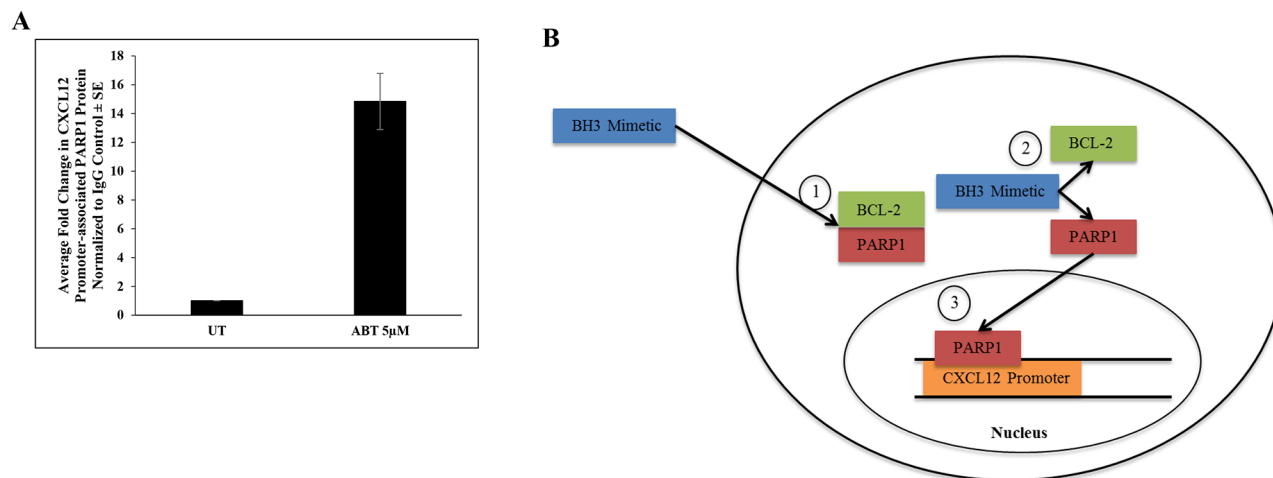 A
Average Fold Change in CXCL12
Promoter-associated PARP1 Protein
Normalized to IgG Control ± SE
18
16
14
12
10
8
6
4
2
0
UT
ABT 5µM
B
BH3 Mimetic
1
BCL-2
PARP1
2
BCL-2
BH3 Mimetic
PARP1
3
PARP1
CXCL12 Promoter
Nucleus